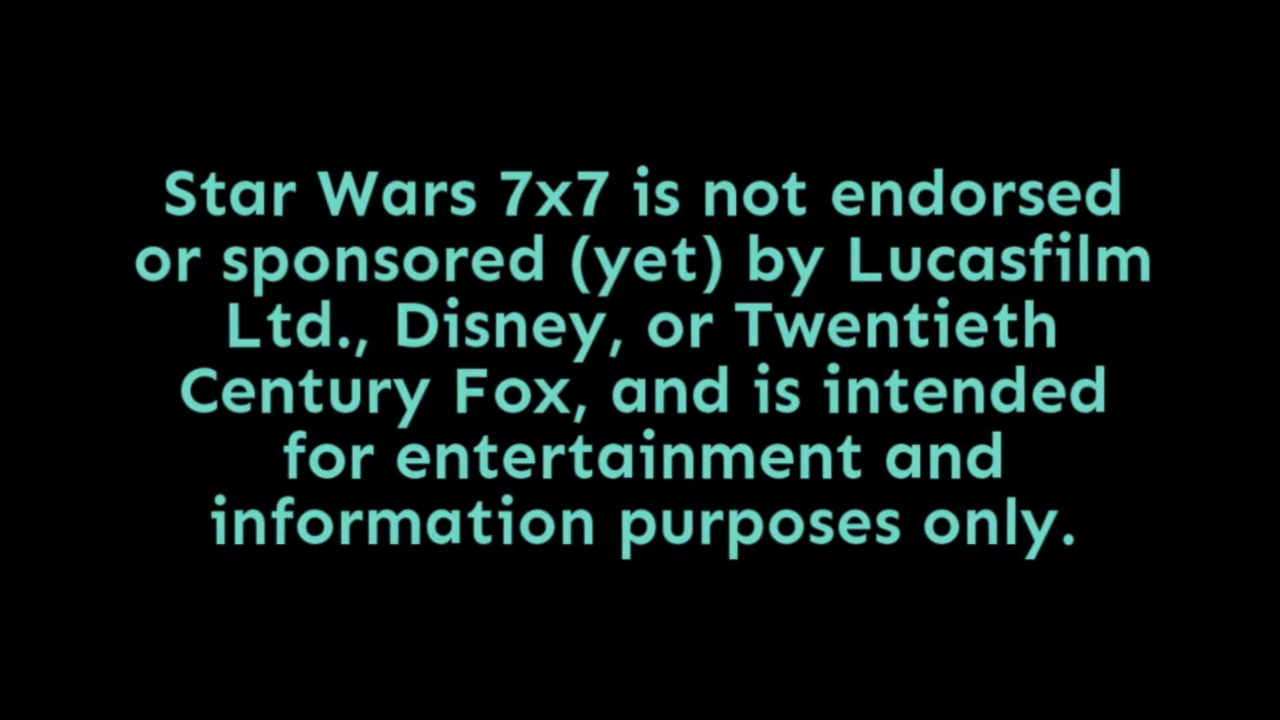 Star Wars 7x7 is not endorsed
or sponsored (yet) by Lucasfilm
Ltd., Disney, or Twentieth
Century Fox, and is intended
for entertainment and
information purposes only.